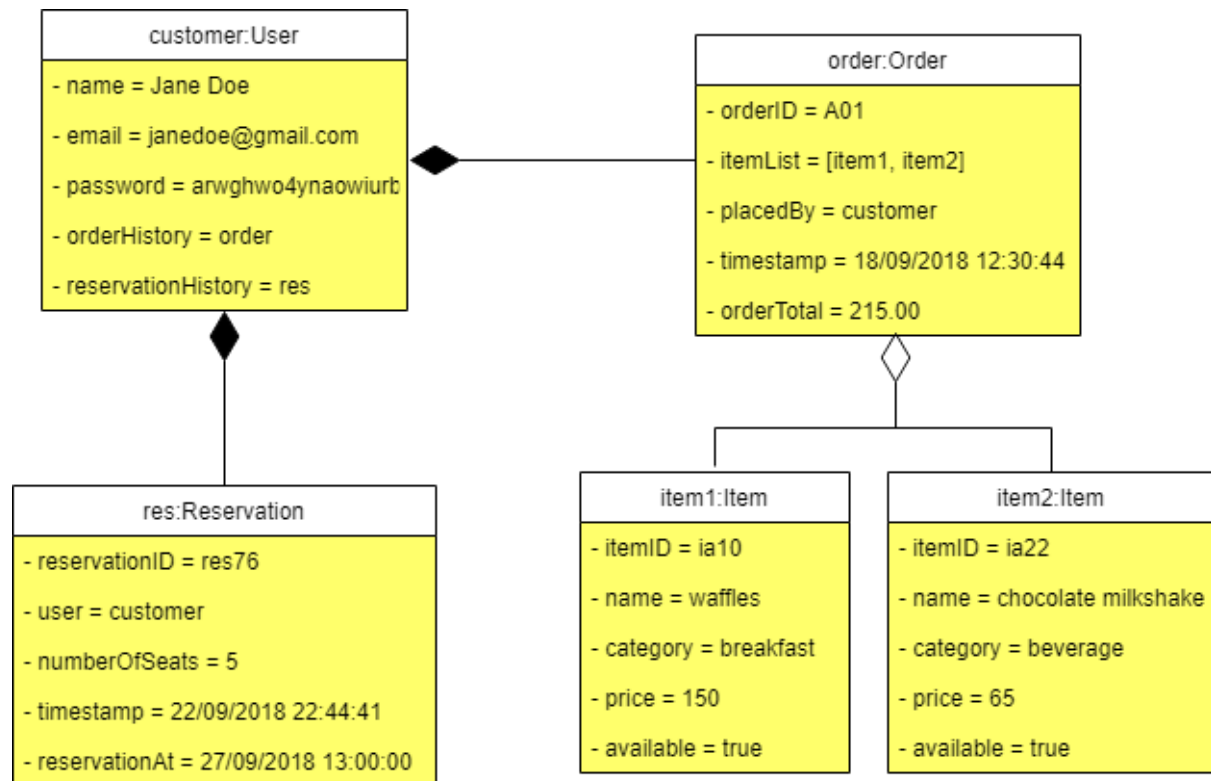 customer:User
- name = Jane Doe
- email = janedoe@gmail.com
- password = arwghwo4ynaowiurb
- orderHistory = order
- reservationHistory = res
order:Order
- orderID = A01
- itemList = [item1, item2]
- placedBy = customer
- timestamp = 18/09/2018 12:30:44
- orderTotal = 215.00
res:Reservation
- reservationID = res76
- user = customer
- numberOfSeats = 5
- timestamp = 22/09/2018 22:44:41
- reservationAt = 27/09/2018 13:00:00
item1:Item
- itemID = ia10
- name = waffles
- category = breakfast
- price = 150
- available = true
item2:Item
- itemID = ia22
- name = chocolate milkshake
- category = beverage
- price = 65
- available = true